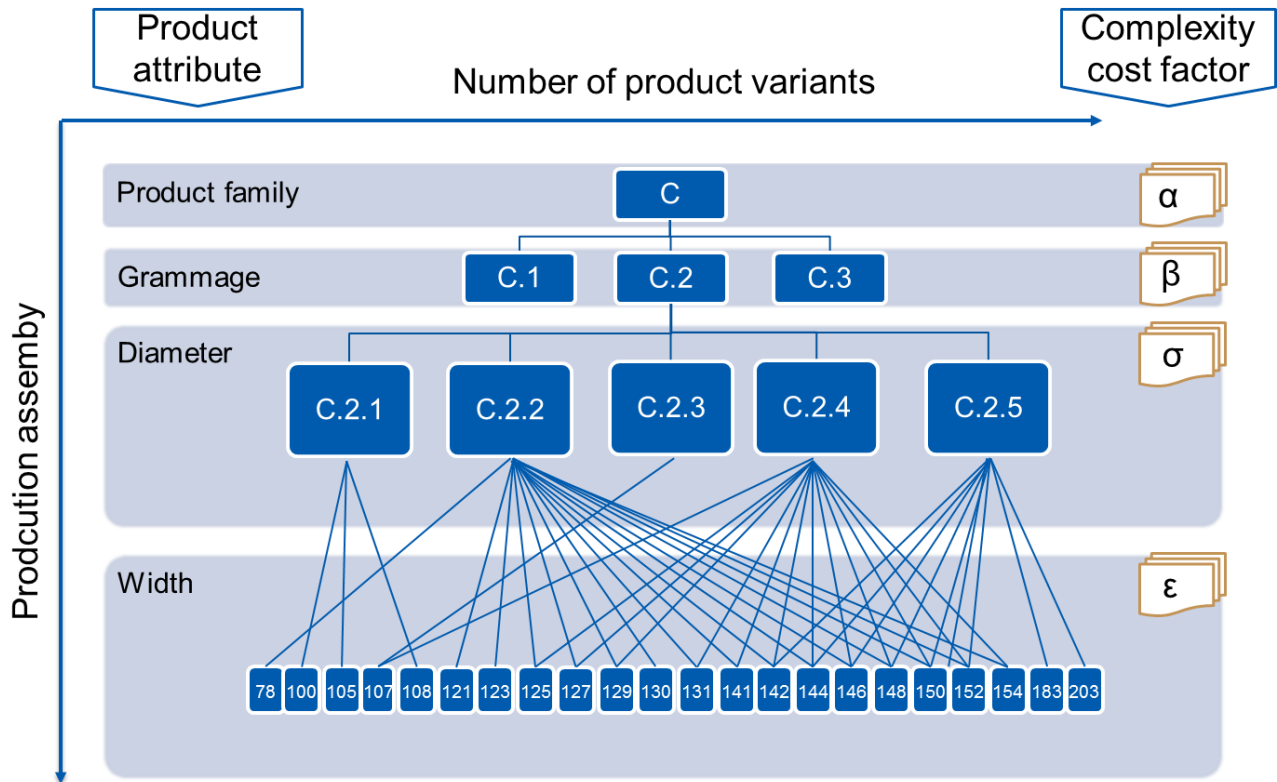 Product
attribute
Number of product variants
Complexity
cost factor
Prodcution assemby
Product family
C
α
Grammage
C.1
C.2
C.3
β
Diameter
C.2.1
C.2.2
C.2.3
C.2.4
C.2.5
σ
Width
ε
78
100
105
107
108
121
123
125
127
129
130
131
141
142
144
146
148
150
152
154
183
203